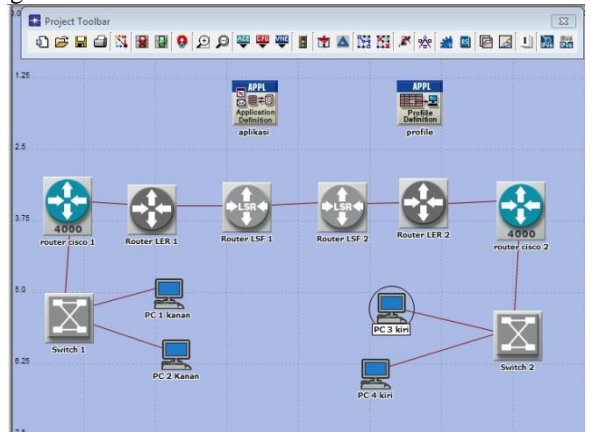 Project Toolbar
1.25
APPL
Application
Definition
aplikasi
APPL
Profile
Definition
profile
2.5
3.75
4000
router cisco 1
Router LER 1
LSR
Router LSF 1
LSR
Router LSF 2
Router LER 2
4000
router cisco 2
5.0
PC 1 kanan
PC 3 kiri
Switch 1
PC 2 Kanan
Switch 2
6.25
PC 4 kiri